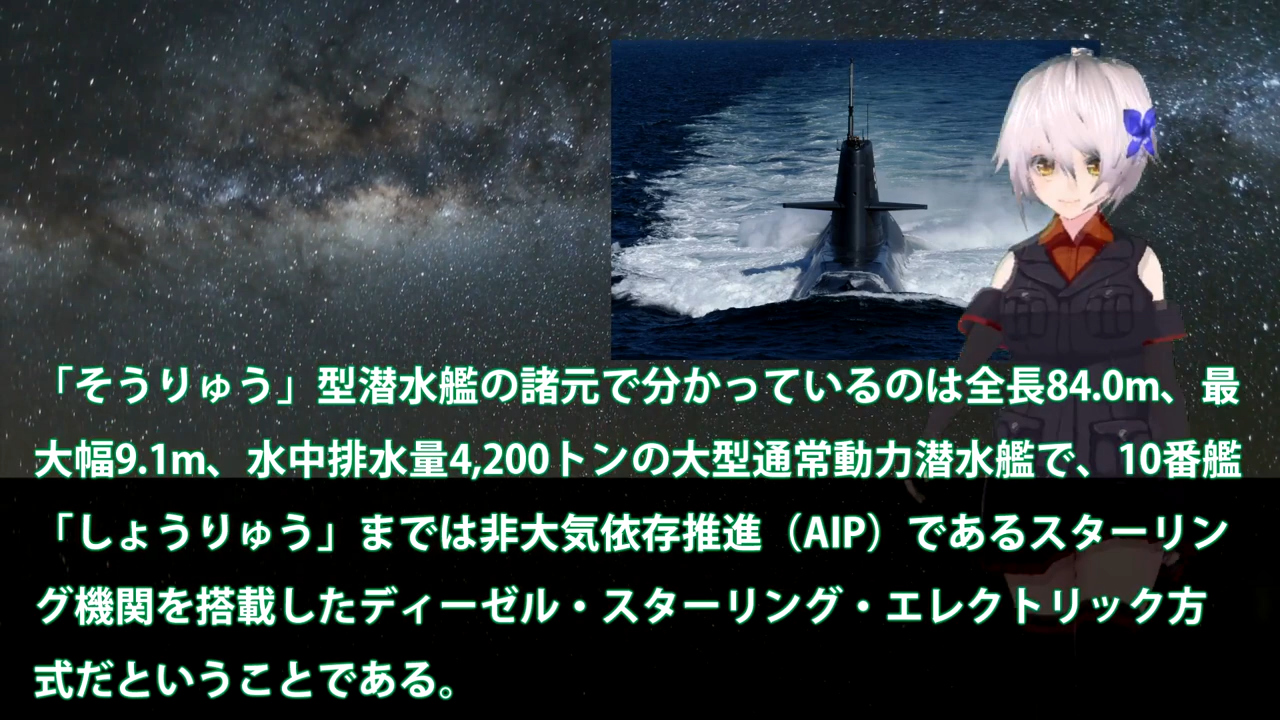 「そうりゅう」型潜水艦の諸元で分かっているのは全長84.0m、最
大幅9.1m、水中排水量4,200トンの大型通常動力潜水艦で、10番艦
「しょうりゅう」までは非大気依存推進（AIP）であるスターリン
グ機関を搭載したディーゼル・スターリング・エレクトリック方
式だということである。